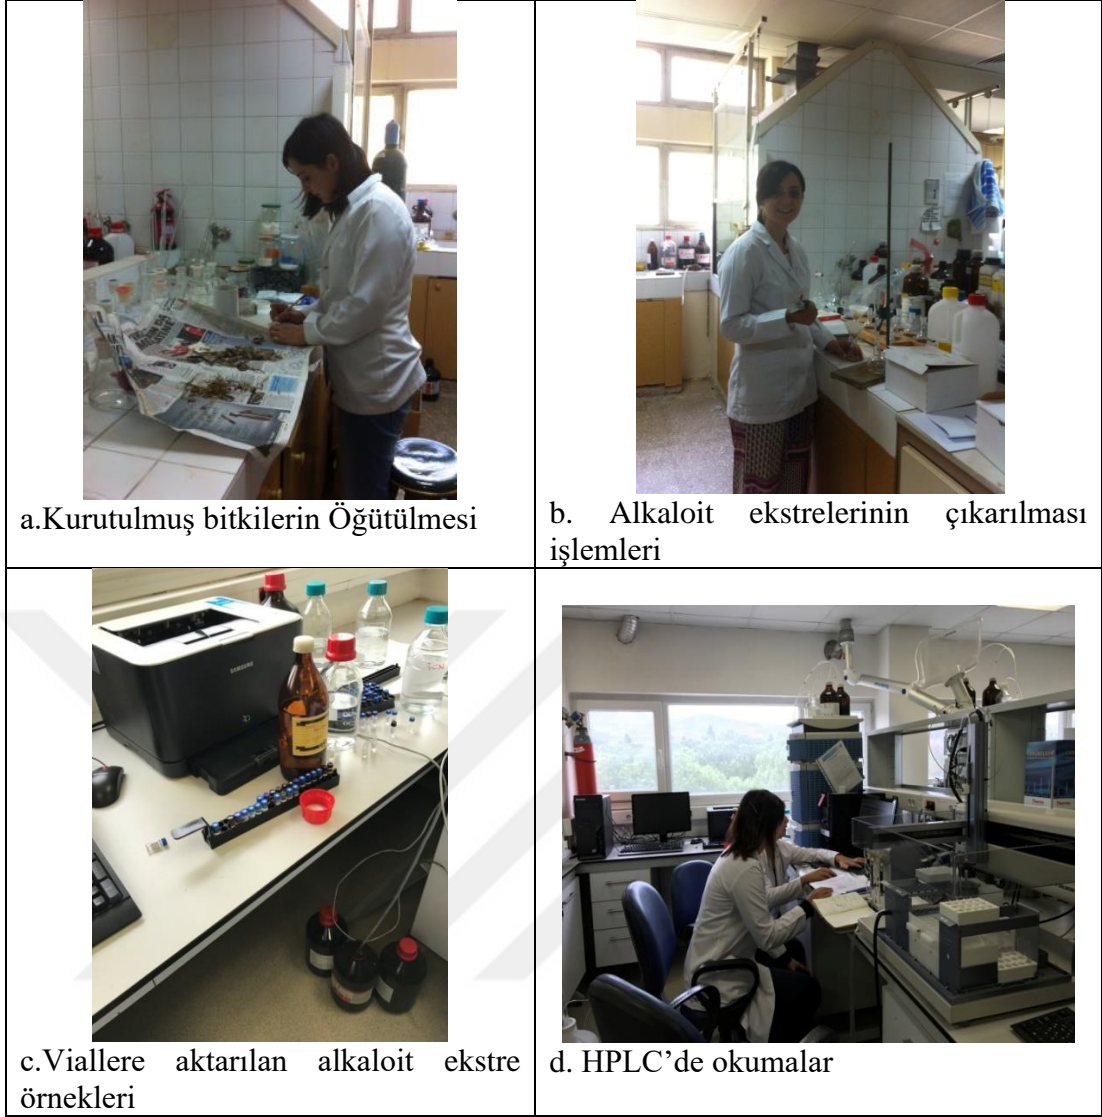 a.Kurutulmuş bitkilerin Öğütülmesi
b. Alkaloit ekstrelerinin çıkarılması
işlemleri
SAMSUNG
c.Viallere aktarılan alkaloit ekstre
örnekleri
d. HPLC’de okumalar